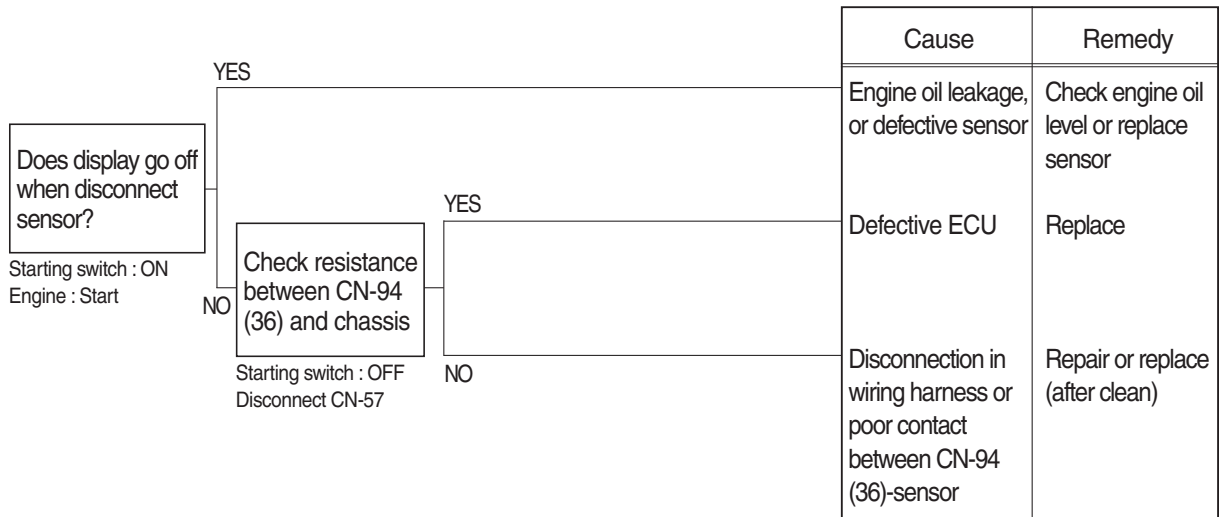 Cause
Remedy
YES
Engine oil leakage,
or defective sensor
Check engine oil
level or replace
sensor
Does display go off
when disconnect
sensor?
Starting switch : ON
Engine : Start
YES
Defective ECU
Replace
NO
Check resistance
between CN-94
(36) and chassis
Starting switch : OFF
Disconnect CN-57
NO
Disconnection in
wiring harness or
poor contact
between CN-94
(36)-sensor
Repair or replace
(after clean)